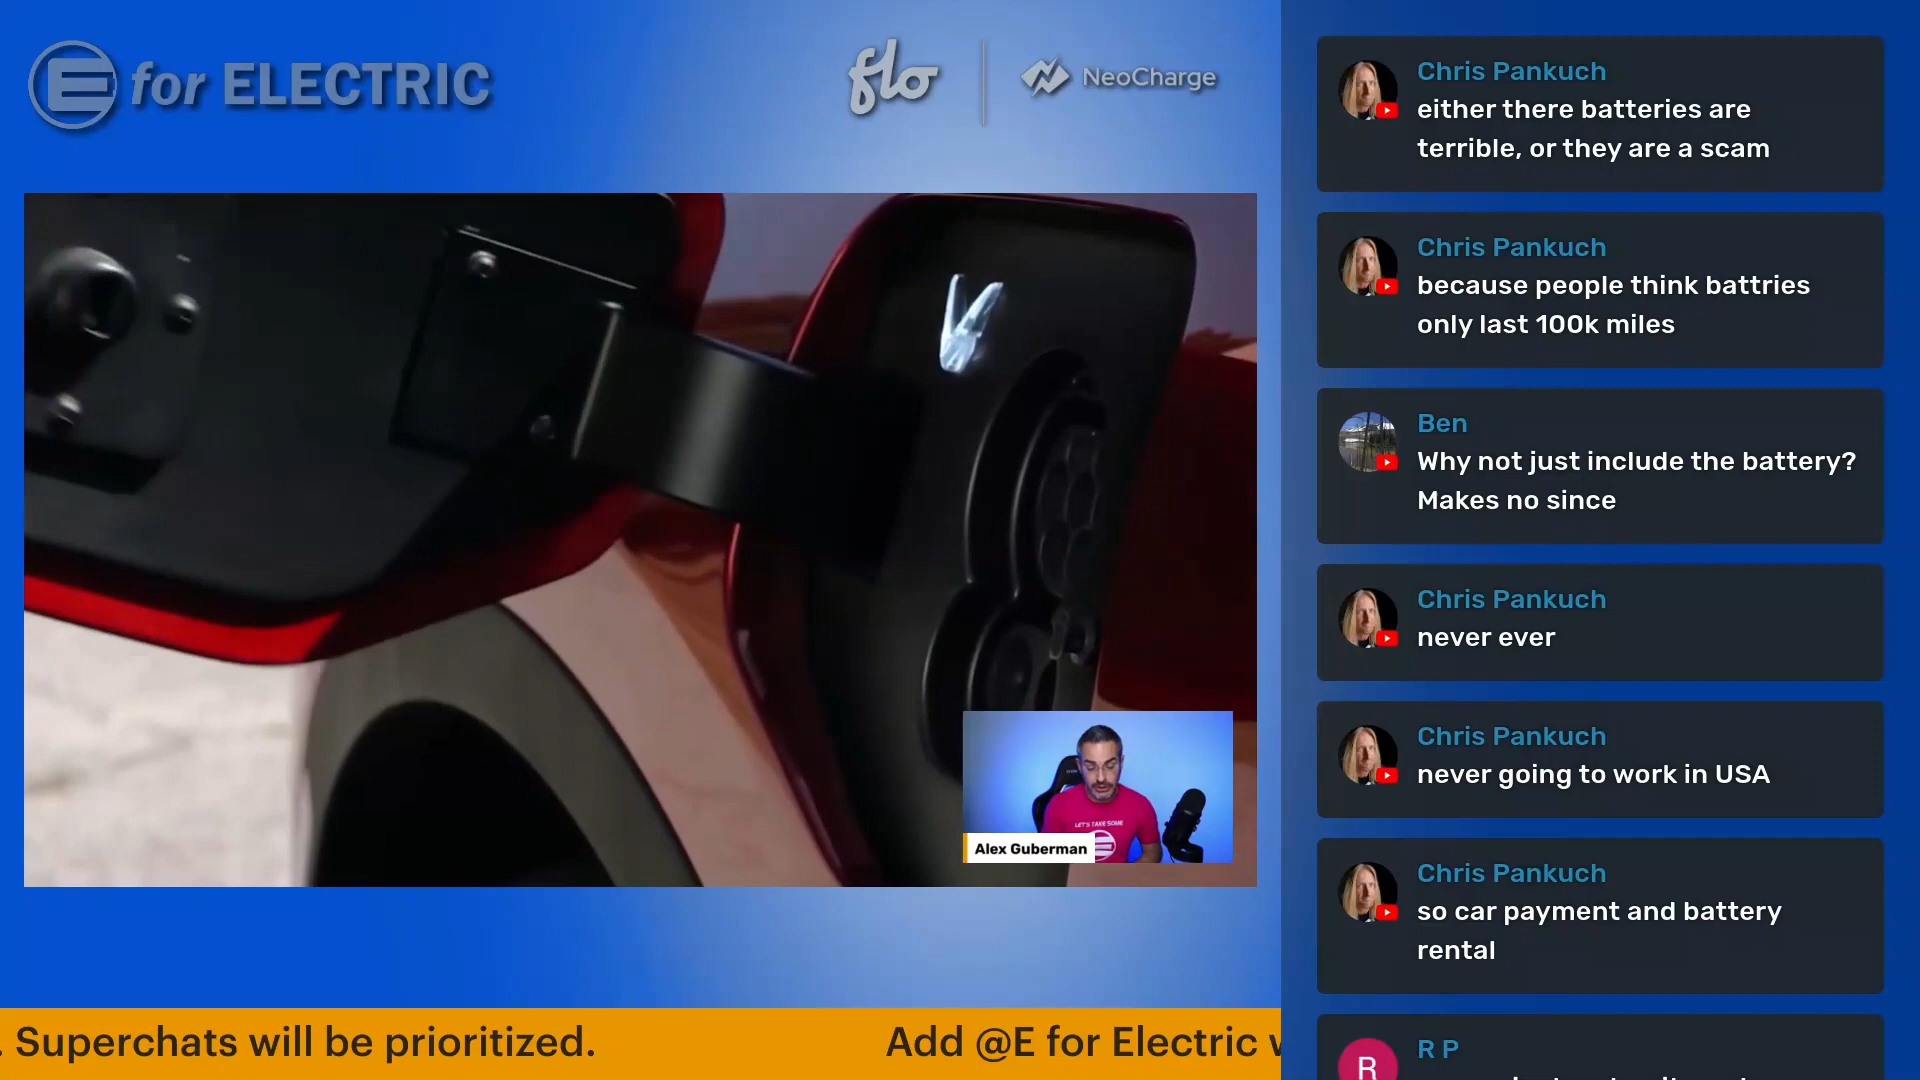 E for ELECTRIC
flo
NeoCharge
LET'S TAKE SOME
E
Alex Guberman
. Superchats will be prioritized.
Add @E for Electric
Chris Pankuch
either there batteries are
terrible, or they are a scam
Chris Pankuch
because people think battries
only last 100k miles
Ben
Why not just include the battery?
Makes no since
Chris Pankuch
never ever
Chris Pankuch
never going to work in USA
Chris Pankuch
so car payment and battery
rental
R
R P